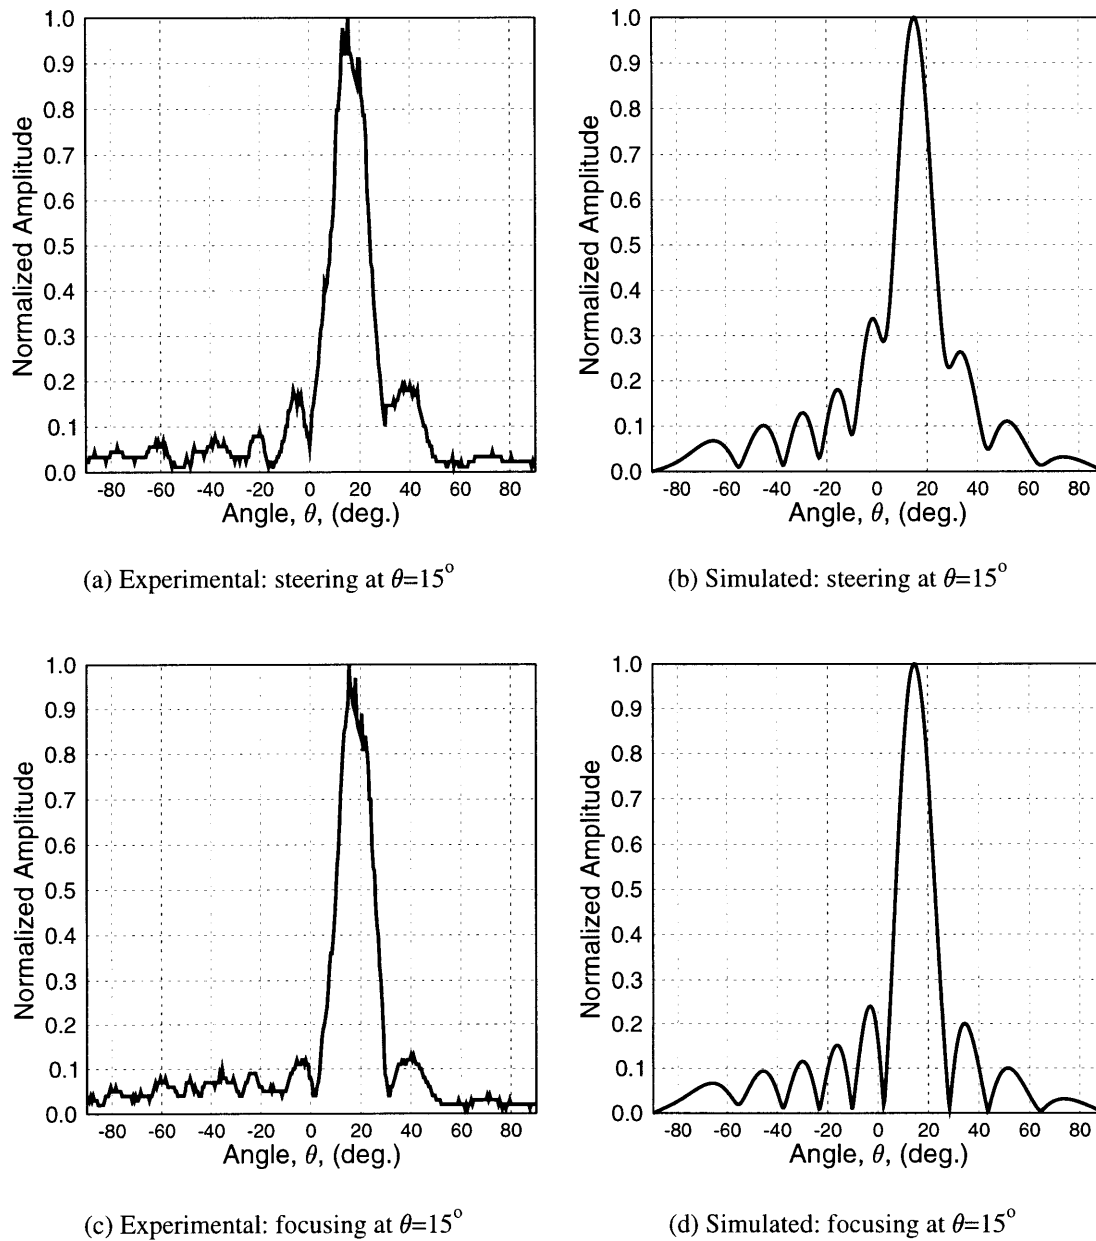 1.0
0.9
0.8
0.7
0.6
0.5
0.4
0.3
0.2
0.1
0.0
Normalized Amplitude
-80 -60 -40 -20 0 20 40 60 80
Angle, θ, (deg.)
(a) Experimental: steering at θ=15°
1.0
0.9
0.8
0.7
0.6
0.5
0.4
0.3
0.2
0.1
0.0
Normalized Amplitude
-80 -60 -40 -20 0 20 40 60 80
Angle, θ, (deg.)
(b) Simulated: steering at θ=15°
1.0
0.9
0.8
0.7
0.6
0.5
0.4
0.3
0.2
0.1
0.0
Normalized Amplitude
-80 -60 -40 -20 0 20 40 60 80
Angle, θ, (deg.)
(c) Experimental: focusing at θ=15°
1.0
0.9
0.8
0.7
0.6
0.5
0.4
0.3
0.2
0.1
0.0
Normalized Amplitude
-80 -60 -40 -20 0 20 40 60 80
Angle, θ, (deg.)
(d) Simulated: focusing at θ=15°